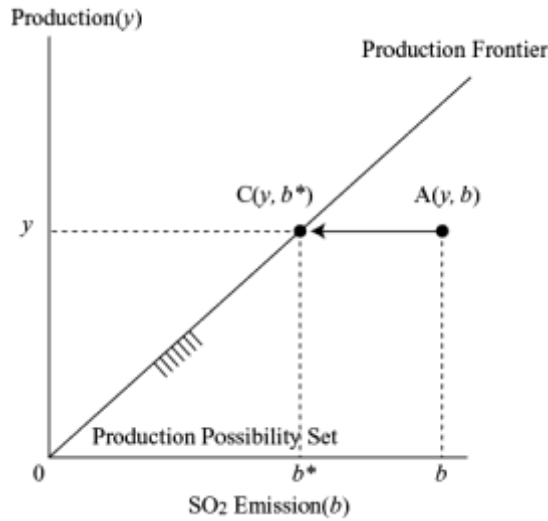 Production(y)
Production Frontier
C(y, b*)
A(y, b)
y
Production Possibility Set
0
b*
b
SO₂ Emission(b)